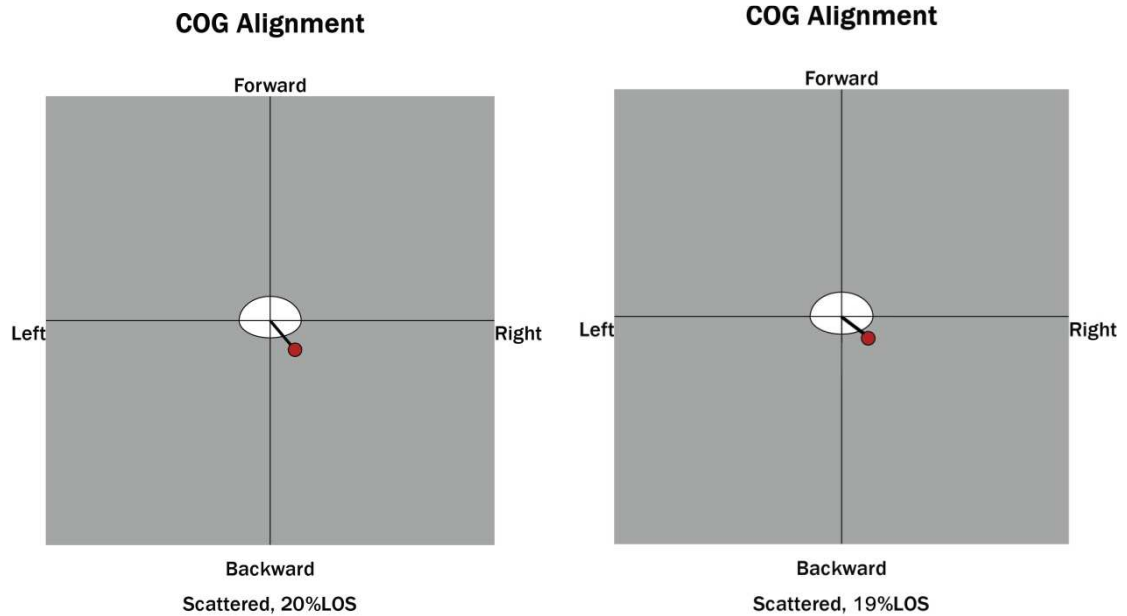 COG Alignment
Forward
Left
Right
Backward
Scattered, 20%LOS
COG Alignment
Forward
Left
Right
Backward
Scattered, 19%LOS